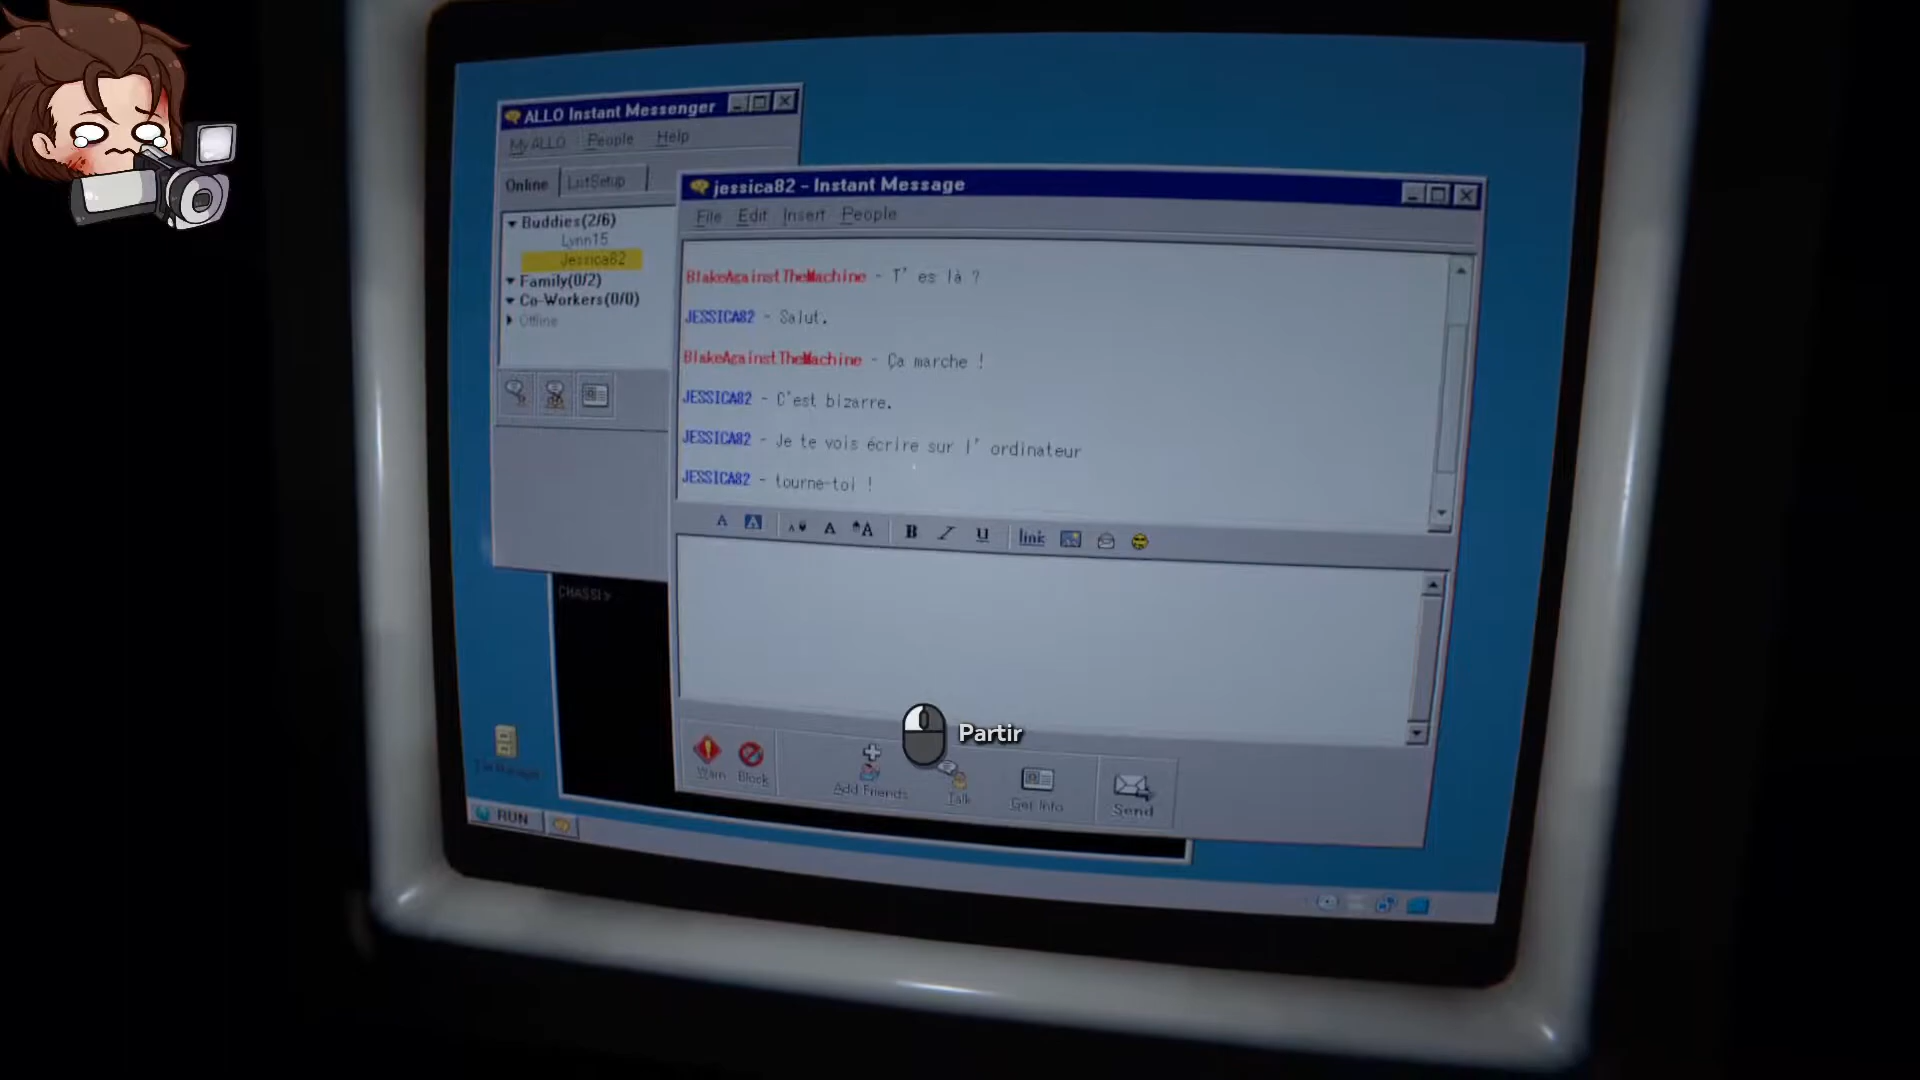 ALLO Instant Messenger
My ALLO People Help
Online List Setup
Buddies(2/6)
Lynn15
Jessica82
Family(0/2)
Co-Workers(0/0)
Offline
jessica82 - Instant Message
File Edit Insert People
BlakeAgainstTheMachine - T' es là ?
JESSICA82 - Salut.
BlakeAgainstTheMachine - Ça marche !
JESSICA82 - C'est bizarre.
JESSICA82 - Je te vois écrire sur l' ordinateur
JESSICA82 - tourne-toi !
A A A A A B I U link
CHASSI>
Partir
Warn Block Add Friends Talk Get Info Send
RUN